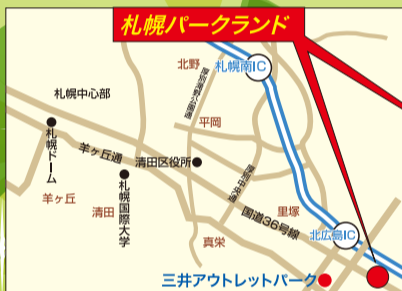 札幌パークランド
北野
札幌南IC
札幌中心部
平岡
札幌ドーム
羊ヶ丘通
清田区役所
羊ヶ丘
清田
札幌国際大学
里塚
国道36号線
北広島IC
真栄
三井アウトレットパーク